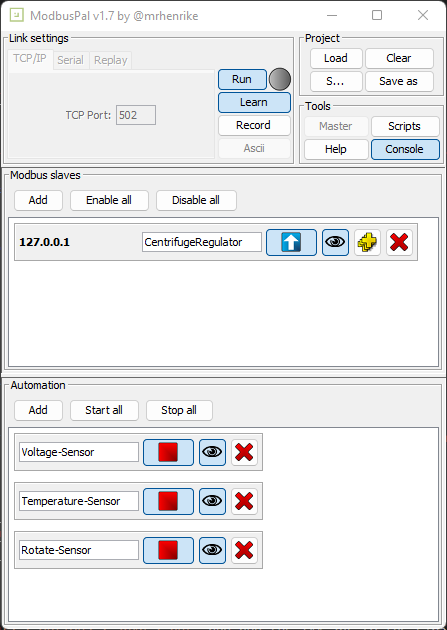 ModbusPal v1.7 by @mrhenrike
Link settings
TCP/IP Serial Replay
TCP Port: 502
Run
Learn
Record
Ascii
Project
Load Clear
S... Save as
Tools
Master Scripts
Help Console
Modbus slaves
Add Enable all Disable all
127.0.0.1 CentrifugeRegulator
Automation
Add Start all Stop all
Voltage-Sensor
Temperature-Sensor
Rotate-Sensor